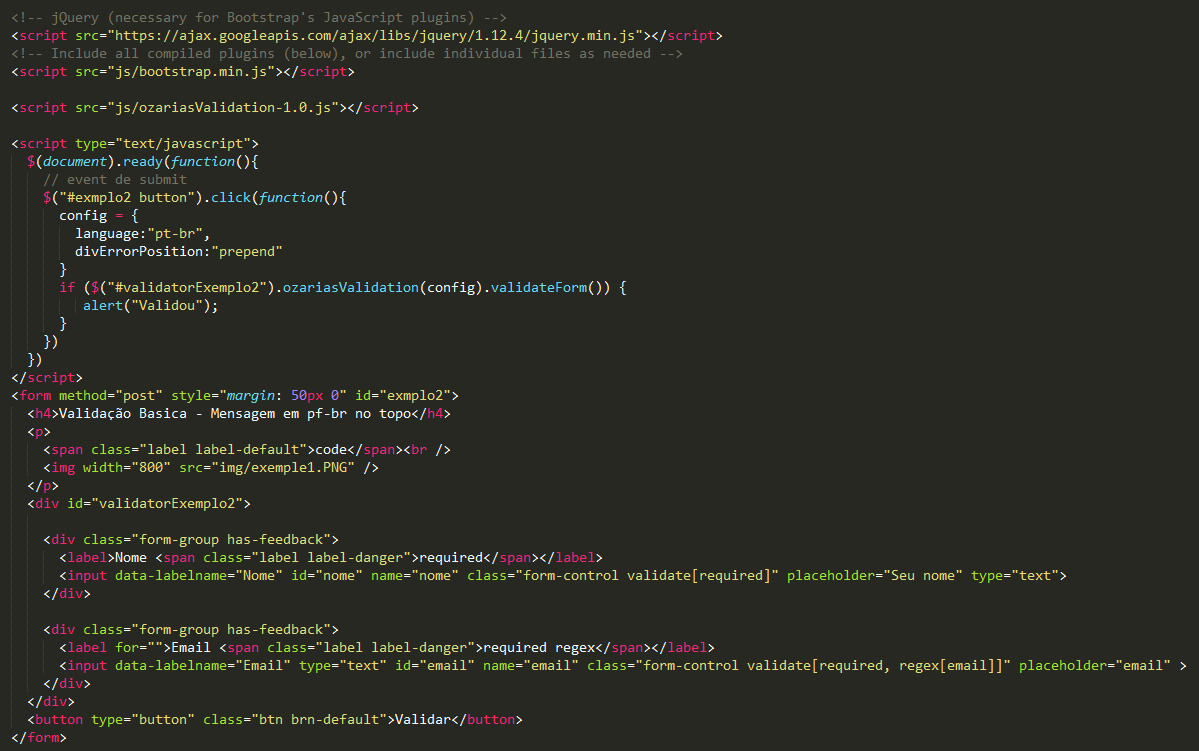 <!-- jQuery (necessary for Bootstrap's JavaScript plugins) -->
<script src="https://ajax.googleapis.com/ajax/libs/jquery/1.12.4/jquery.min.js"></script>
<!-- Include all compiled plugins (below), or include individual files as needed -->
<script src="js/bootstrap.min.js"></script>

<script src="js/ozariasValidation-1.0.js"></script>

<script type="text/javascript">
  $(document).ready(function(){
    // event de submit
    $("#exmplo2 button").click(function(){
      config = {
        language:"pt-br",
        divErrorPosition:"prepend"
      }
      if ($("#validatorExemplo2").ozariasValidation(config).validateForm()) {
         alert("Validou");
      }
    })
  })
</script>
<form method="post" style="margin: 50px 0" id="exmplo2">
  <h4>Validação Basica - Mensagem em pf-br no topo</h4>
  <p>
    <span class="label label-default">code</span><br />
    <img width="800" src="img/exemple1.PNG" />
  </p>
  <div id="validatorExemplo2">

    <div class="form-group has-feedback">
      <label>Nome <span class="label label-danger">required</span></label>
      <input data-labelname="Nome" id="nome" name="nome" class="form-control validate[required]" placeholder="Seu nome" type="text">
    </div>

    <div class="form-group has-feedback">
      <label for="">Email <span class="label label-danger">required regex</span></label>
      <input data-labelname="Email" type="text" id="email" name="email" class="form-control validate[required, regex[email]]" placeholder="email" >
    </div>
  </div>
  <button type="button" class="btn brn-default">Validar</button>
</form>